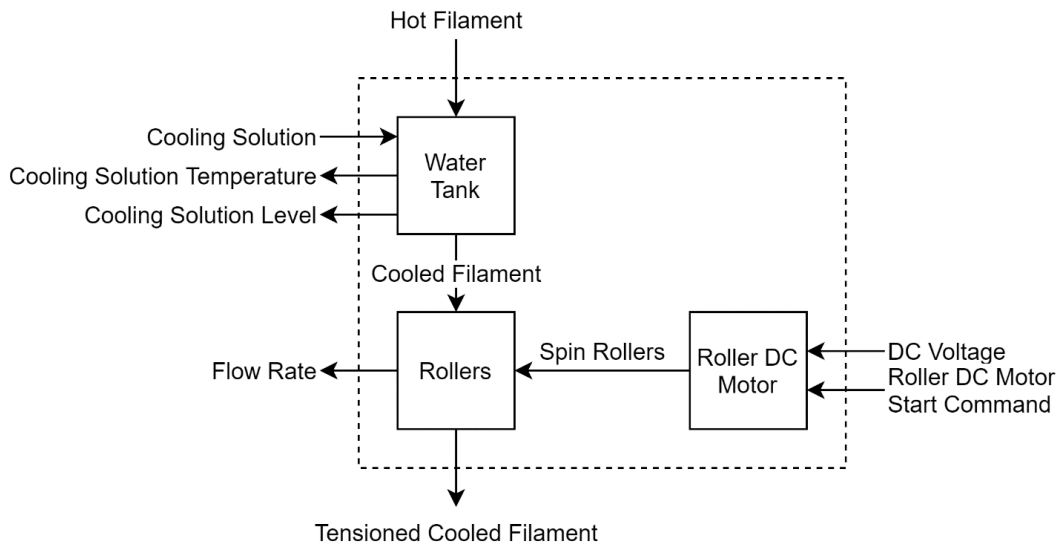 Hot Filament
Cooling Solution
Cooling Solution Temperature
Cooling Solution Level
Water
Tank
Cooled Filament
Flow Rate
Rollers
Spin Rollers
Roller DC
Motor
DC Voltage
Roller DC Motor
Start Command
Tensioned Cooled Filament